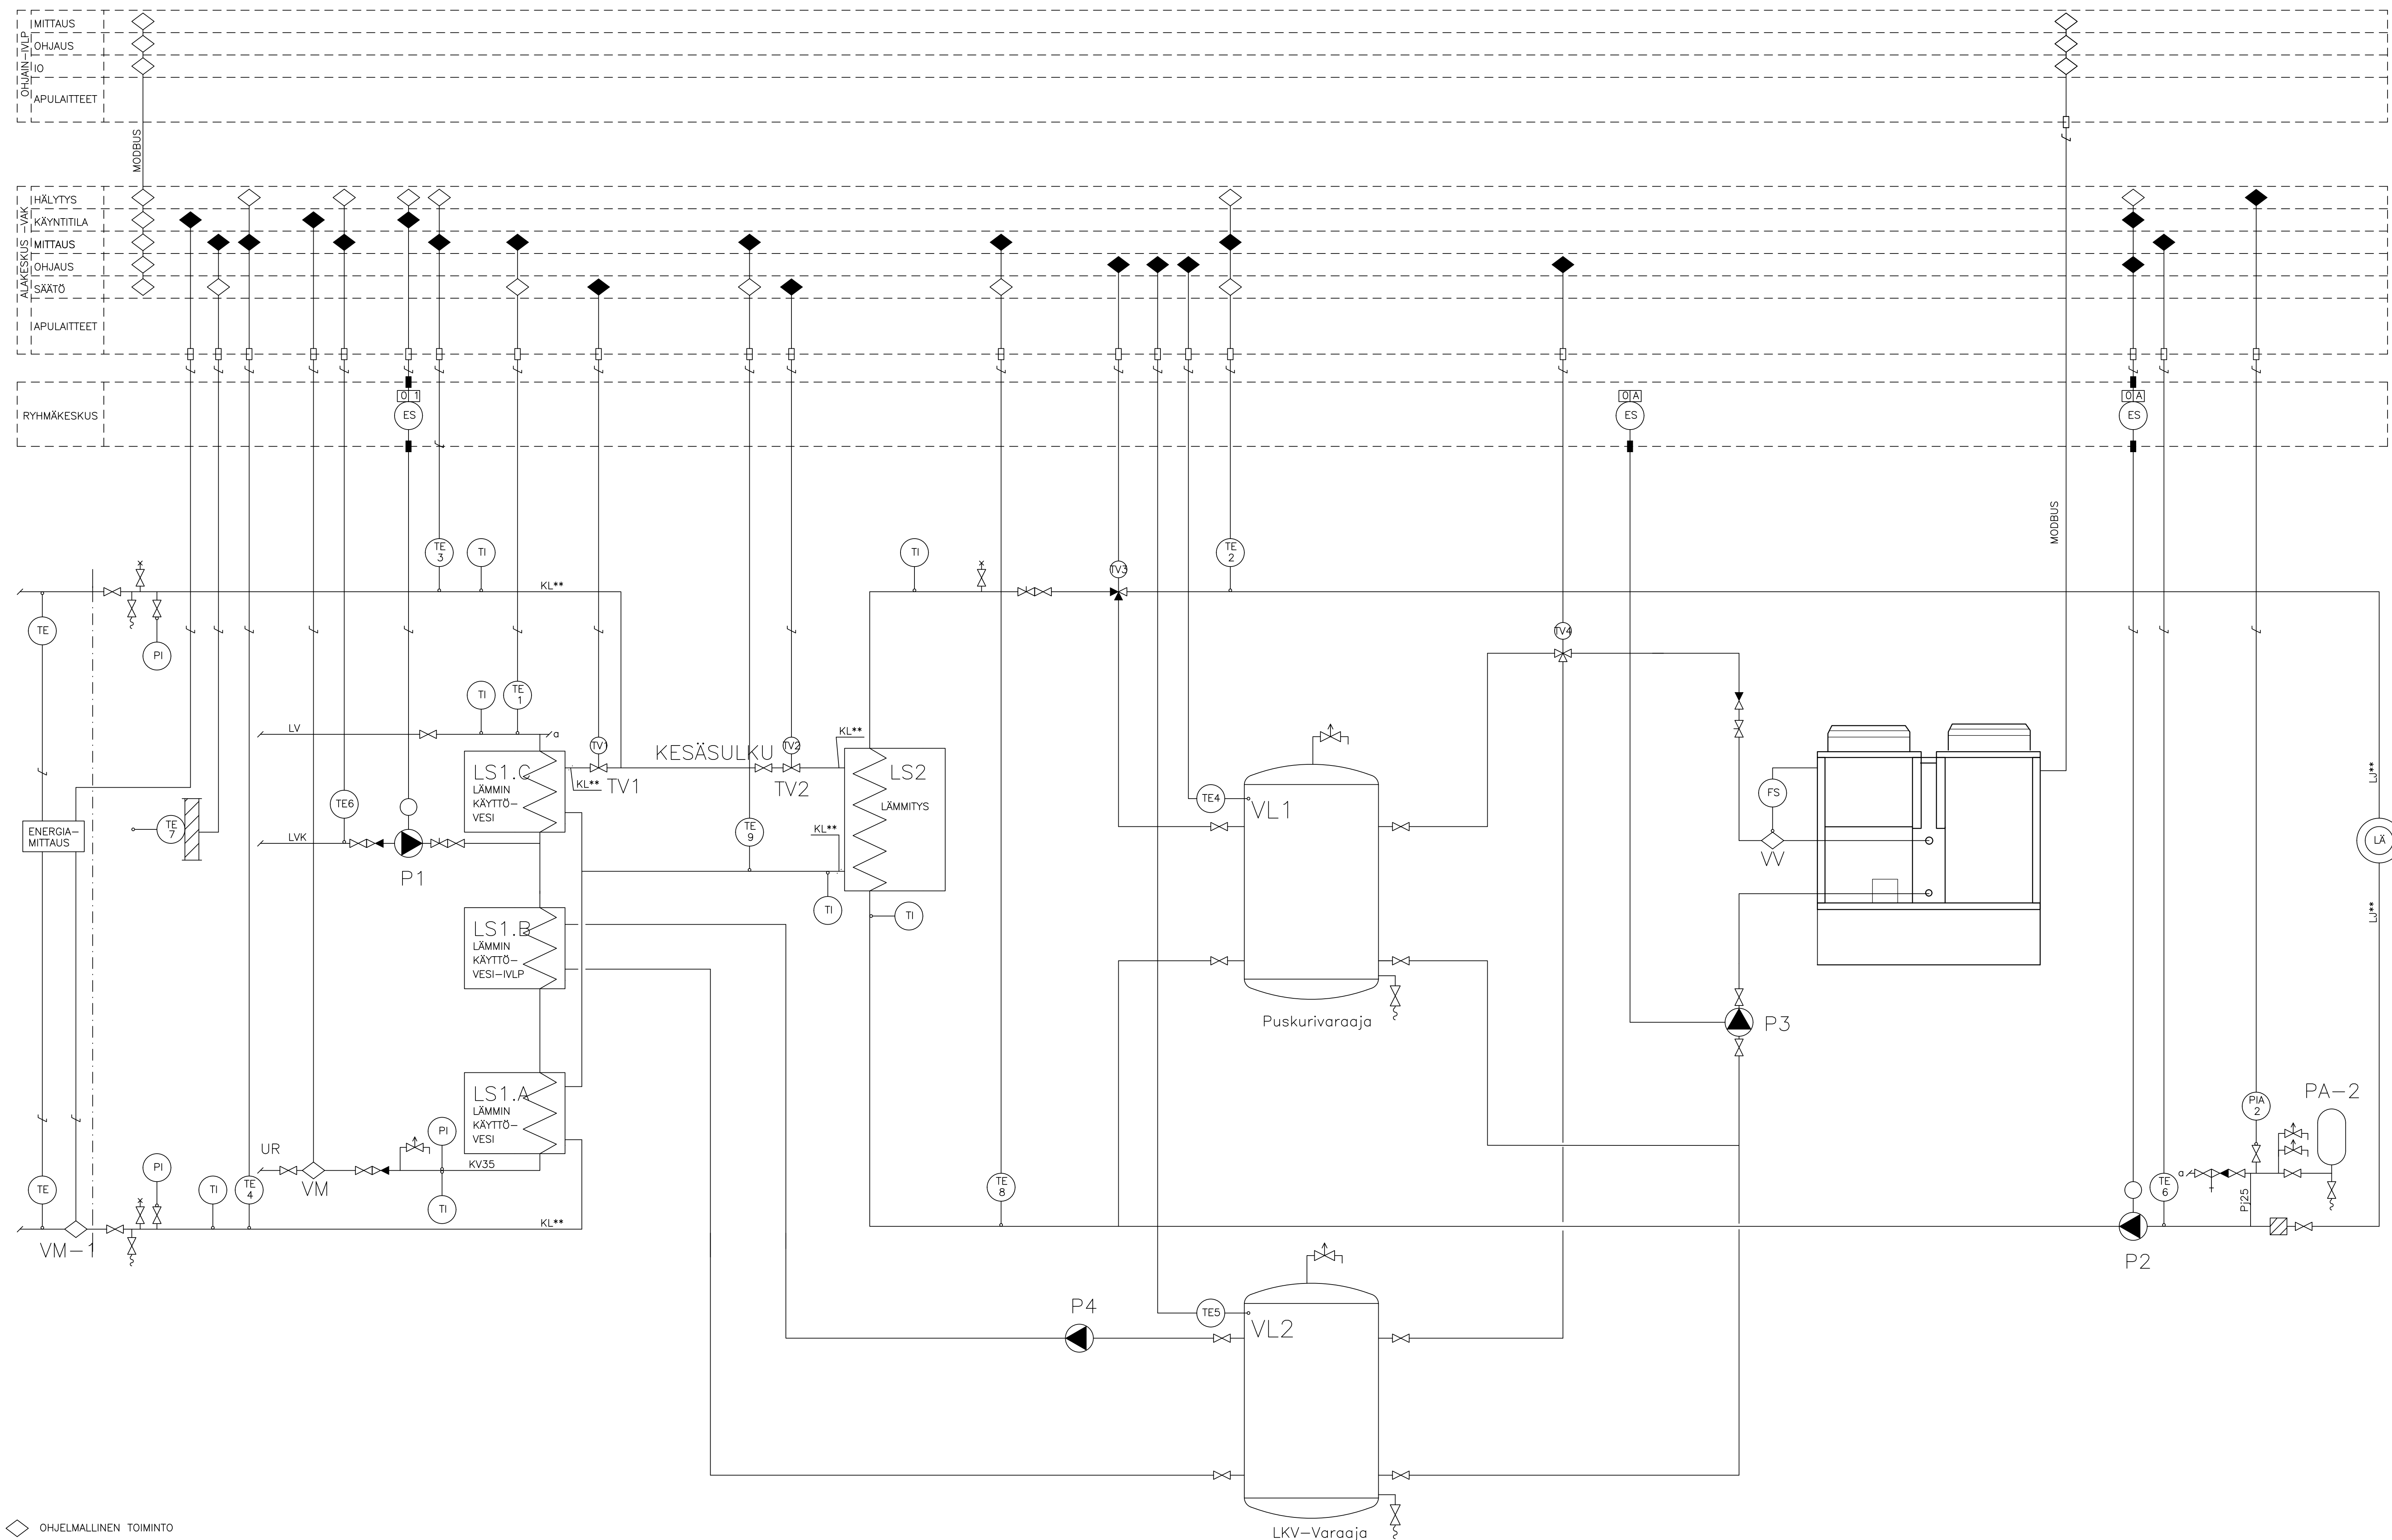 OHJAIN-IVLP
MITTAUS
OHJAUS
IO
APULAITTEET
MODBUS
ALAKESKUS -VAK
HÄLYTYS
KÄYNTITILA
MITTAUS
OHJAUS
SÄÄTÖ
APULAITTEET
RYHMÄKESKUS
0 1
ES
0 A
ES
0 A
ES
MODBUS
TE
3
TI
TI
TE
2
TV3
KL**
TE
PI
TV4
TI
TE
1
LV
a
TV1
KESÄSULKU
TV2
KL**
LS1.C
LÄMMIN
KÄYTTÖ-
VESI
KL**
TV1
TV2
LS2
LÄMMITYS
TE4
VL1
FS
LJ**
TE6
TE
7
ENERGIA-
MITTAUS
LVK
P1
TE
9
KL**
VV
LÄ
TI
TI
LJ**
LS1.B
LÄMMIN
KÄYTTÖ-
VESI-IVLP
Puskurivaraaja
P3
LS1.A
LÄMMIN
KÄYTTÖ-
VESI
PI
UR
KV35
VM
TI
PI
TE
TI
TE
4
KL**
VM-1
TE
8
PIA
2
PA-2
a
TE
6
Pj25
P2
P4
TE5
VL2
LKV-Varaaja
OHJELMALLINEN TOIMINTO